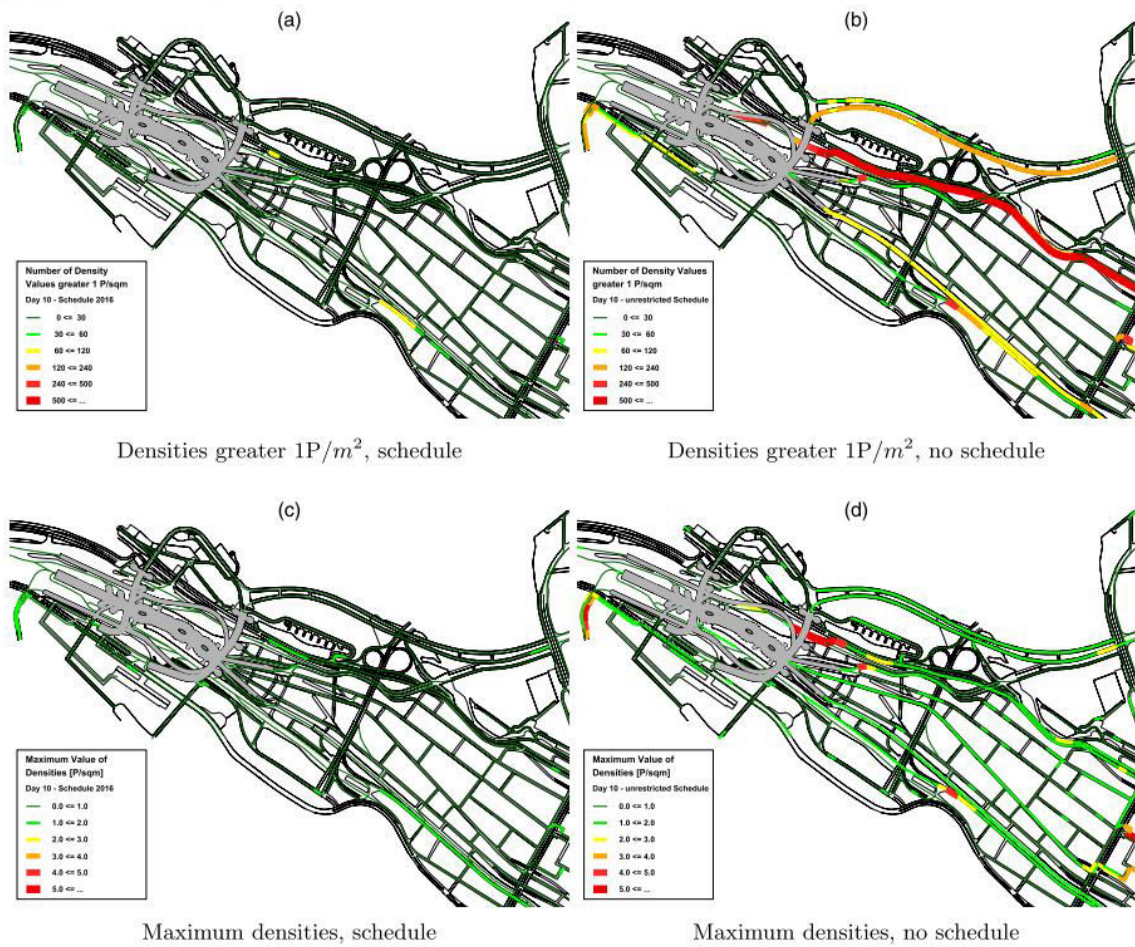 (a)
(b)
Number of Density
Values greater 1 P/sqm
Day 10 - Schedule 2016
0 <= 30
30 <= 60
60 <= 120
120 <= 240
240 <= 500
500 <= ...
Number of Density Values
greater 1 P/sqm
Day 10 - unrestricted Schedule
0 <= 30
30 <= 60
60 <= 120
120 <= 240
240 <= 500
500 <= ...
Densities greater 1P/m², schedule
Densities greater 1P/m², no schedule
(c)
(d)
Maximum Value of
Densities [P/sqm]
Day 10 - Schedule 2016
0.0 <= 1.0
1.0 <= 2.0
2.0 <= 3.0
3.0 <= 4.0
4.0 <= 5.0
5.0 <= ...
Maximum Value of
Densities [P/sqm]
Day 10 - unrestricted Schedule
0.0 <= 1.0
1.0 <= 2.0
2.0 <= 3.0
3.0 <= 4.0
4.0 <= 5.0
5.0 <= ...
Maximum densities, schedule
Maximum densities, no schedule